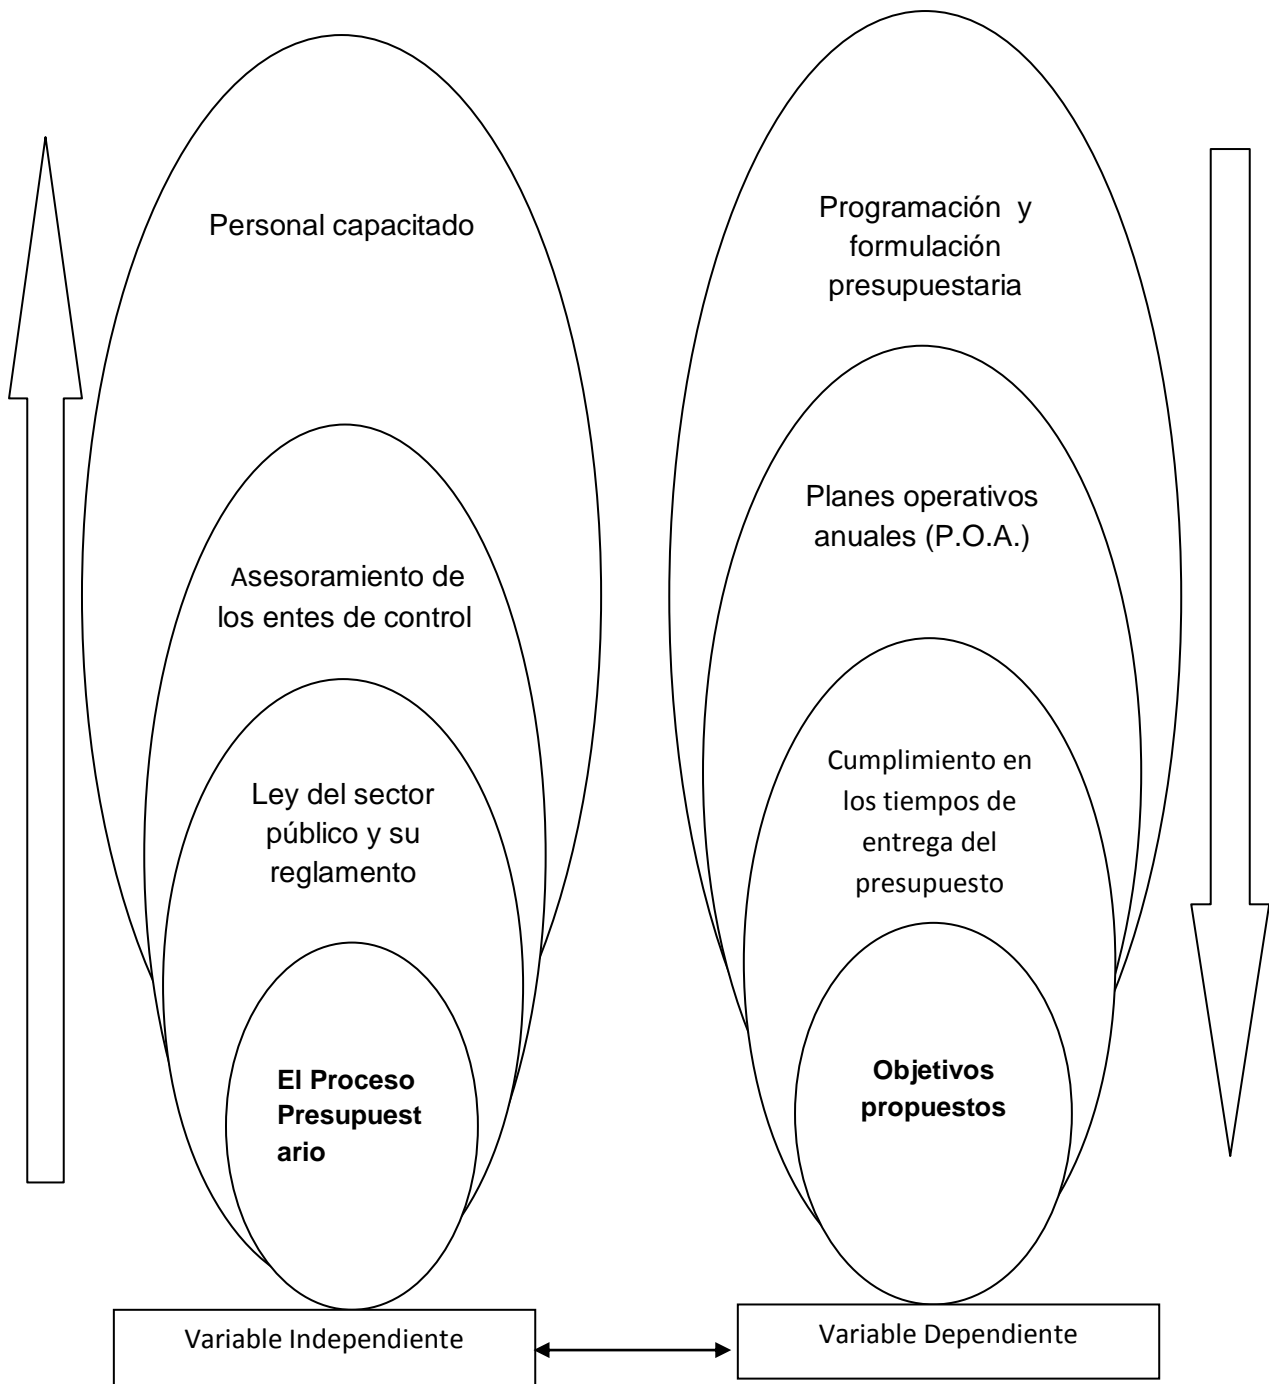 Personal capacitado
Asesoramiento de
los entes de control
Ley del sector
público y su
reglamento
El Proceso
Presupuest
ario
Variable Independiente
Programación y
formulación
presupuestaria
Planes operativos
anuales (P.O.A.)
Cumplimiento en
los tiempos de
entrega del
presupuesto
Objetivos
propuestos
Variable Dependiente